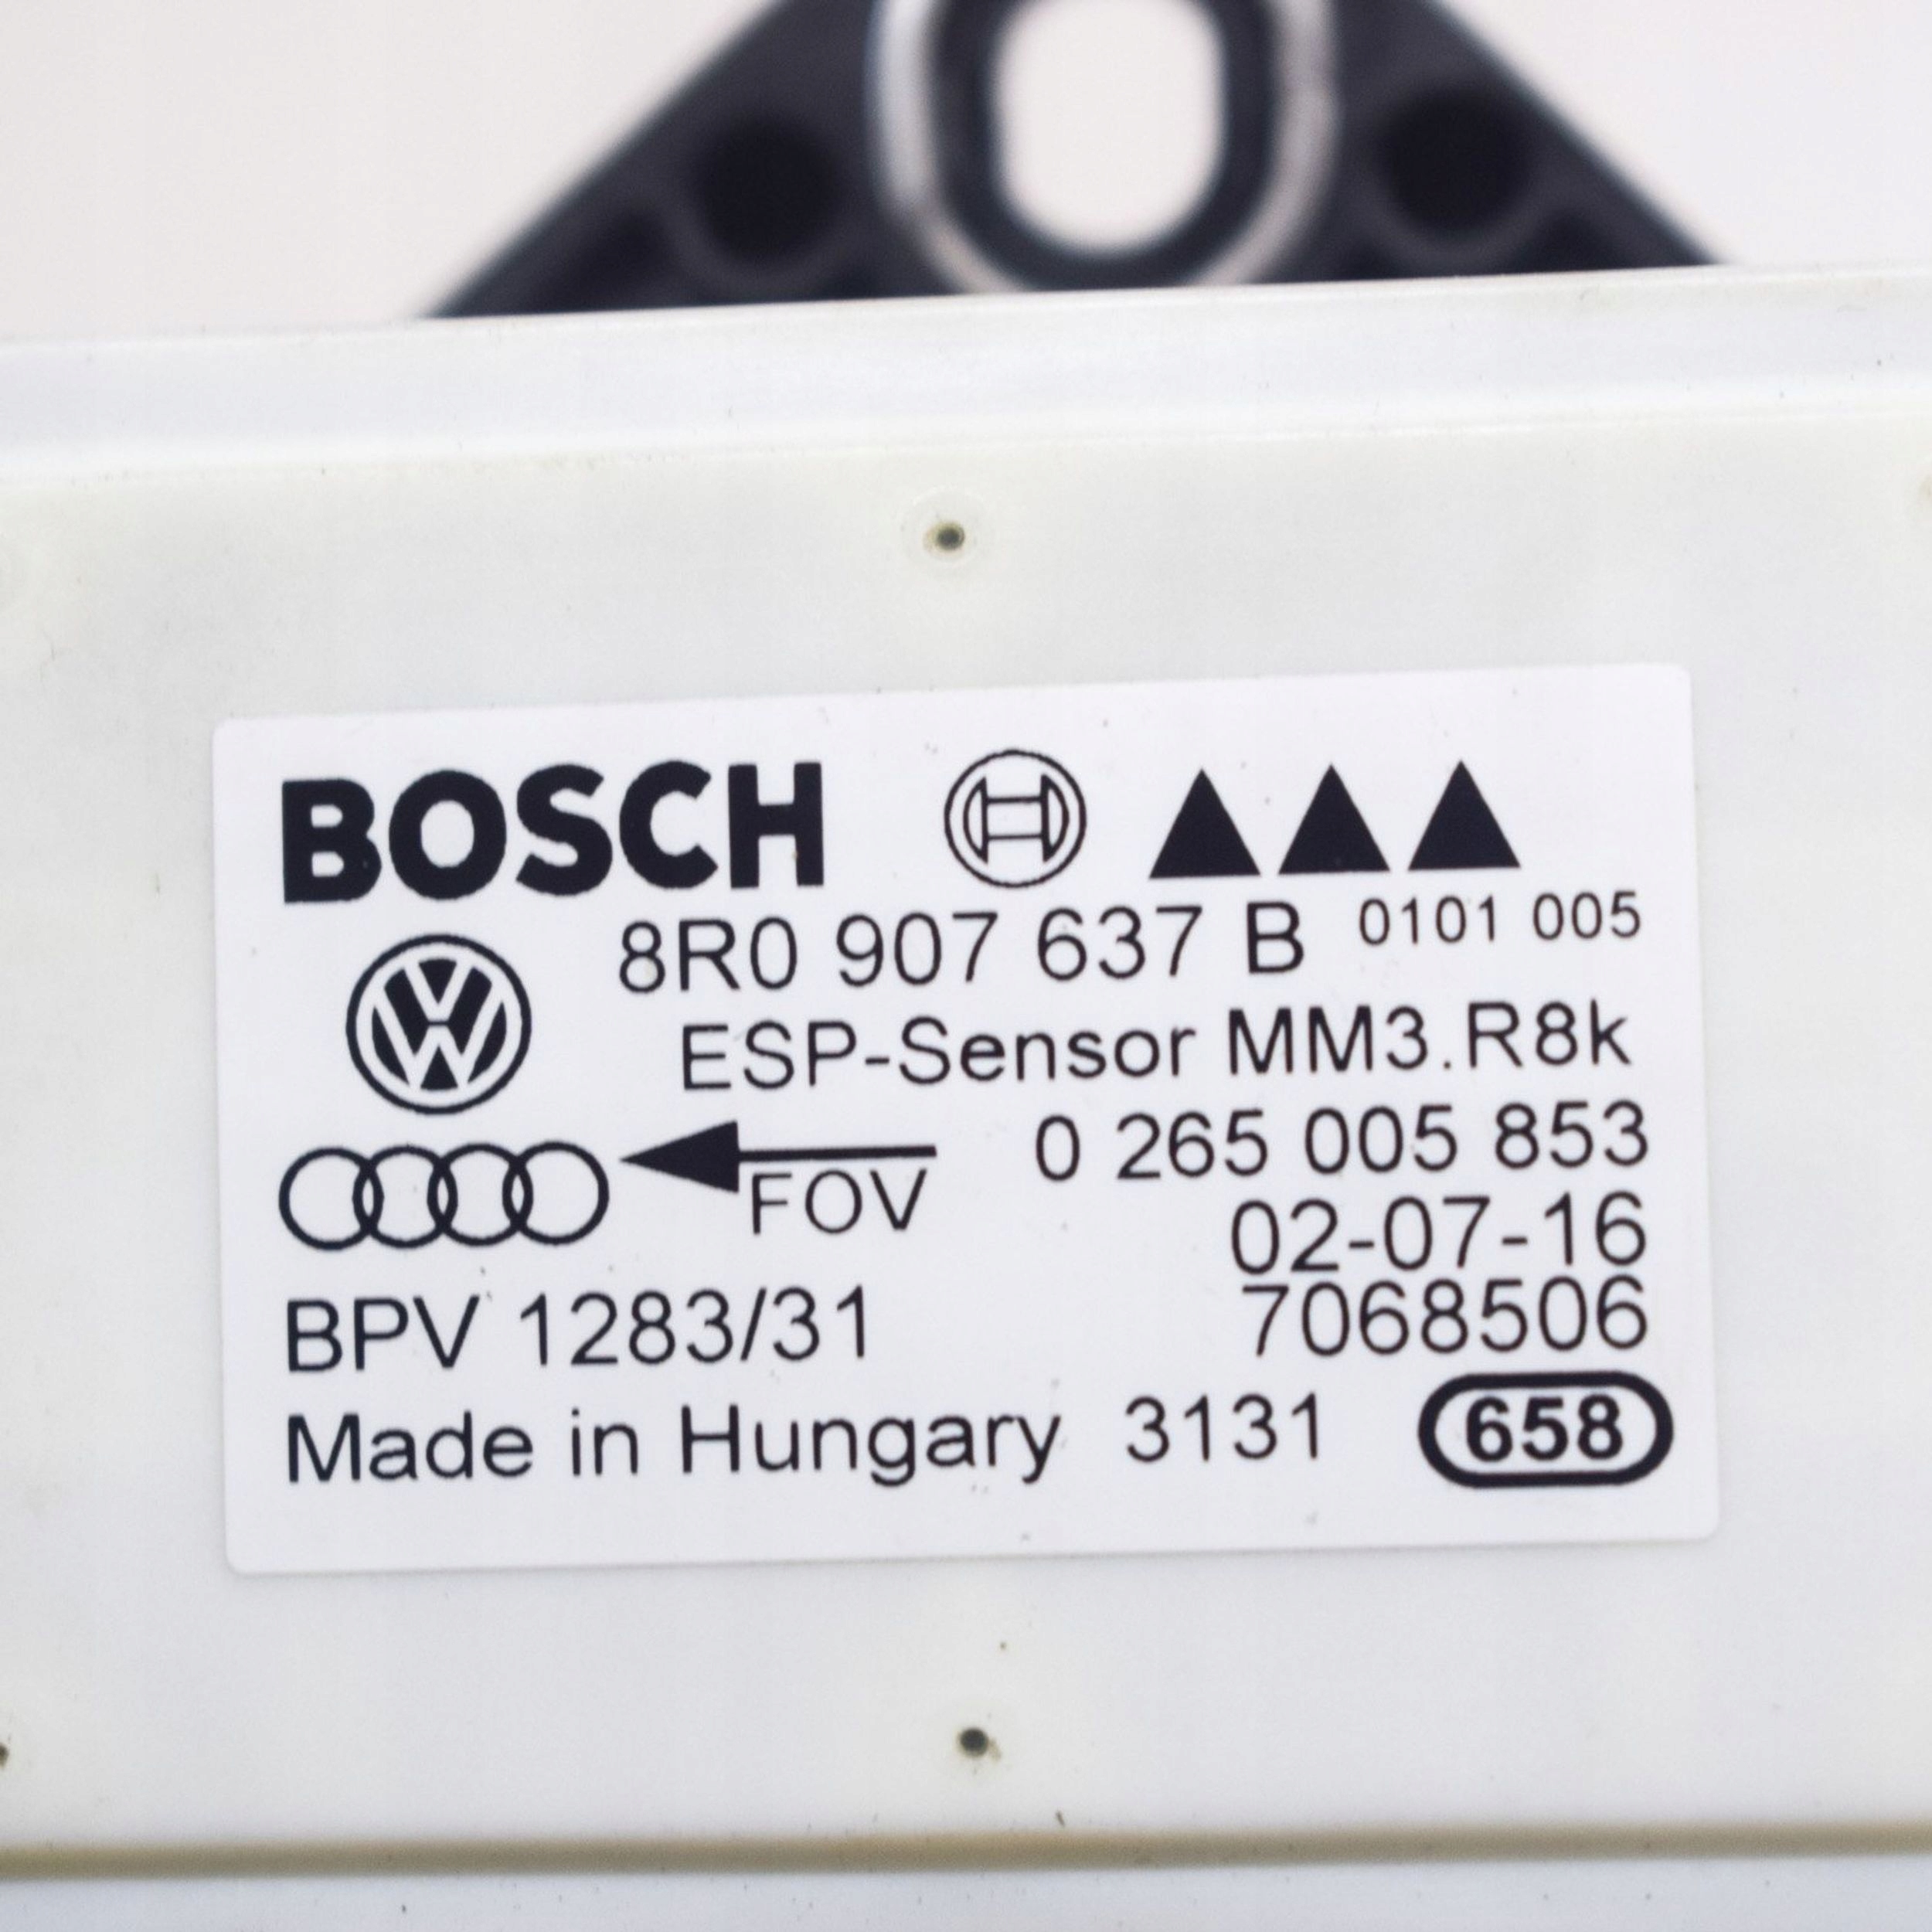 BOSCH
8R0 907 637 B 0101 005
ESP-Sensor MM3.R8k
FOV 0 265 005 853
02-07-16
BPV 1283/31 7068506
Made in Hungary 3131 658